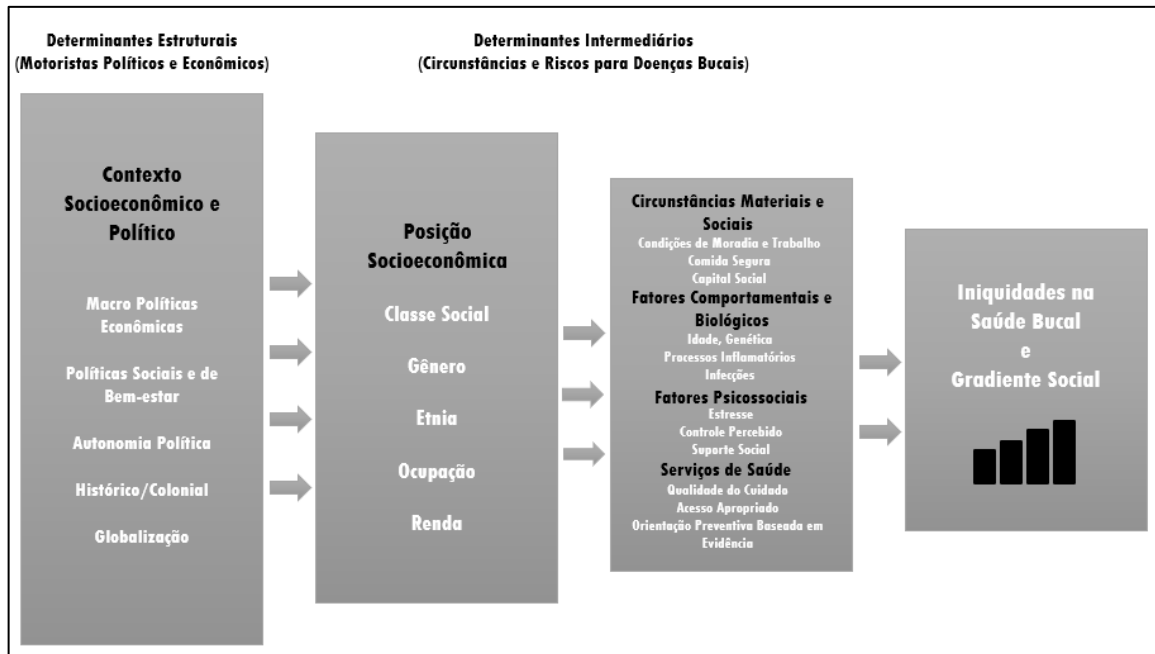 Determinantes Estruturais
(Motoristas Políticos e Econômicos)
Determinantes Intermediários
(Circunstâncias e Riscos para Doenças Bucais)
Contexto
Socioeconômico e
Político
Macro Políticas
Econômicas
Políticas Sociais e de
Bem-estar
Autonomia Política
Histórico/Colonial
Globalização
Posição
Socioeconômica
Classe Social
Gênero
Etnia
Ocupação
Renda
Circunstâncias Materiais e
Sociais
Condições de Moradia e Trabalho
Comida Segura
Capital Social
Fatores Comportamentais e
Biológicos
Idade, Genética
Processos Inflamatórios
Infecções
Fatores Psicossociais
Estresse
Controle Percebido
Suporte Social
Serviços de Saúde
Qualidade do Cuidado
Acesso Apropriado
Orientação Preventiva Baseada em
Evidência
Iniquidades na
Saúde Bucal
e
Gradiente Social